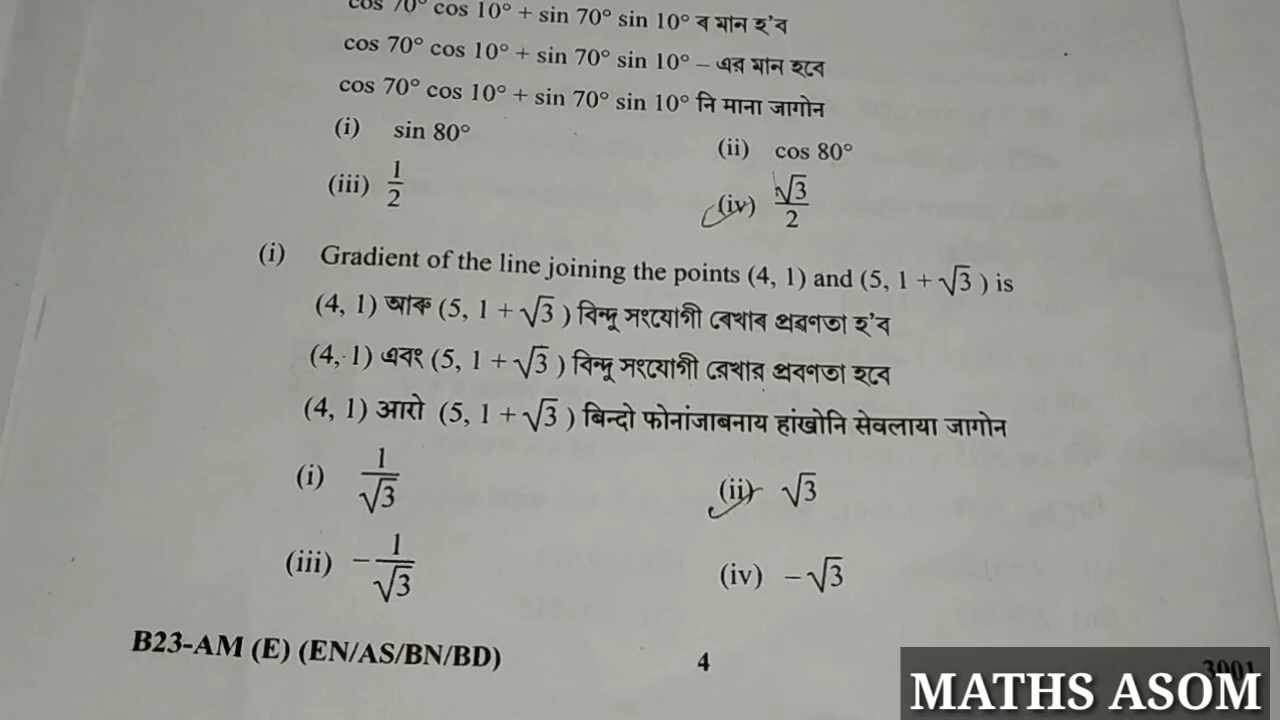 cos 70° cos 10° + sin 70° sin 10° ৰ মান হ'ব
cos 70° cos 10° + sin 70° sin 10° – এর মান হবে
cos 70° cos 10° + sin 70° sin 10° नि माना जागोन
(i) sin 80° (ii) cos 80°
(iii) 1/2 (iv) √3/2
(i) Gradient of the line joining the points (4, 1) and (5, 1 + √3 ) is
(4, 1) আৰু (5, 1 + √3 ) বিন্দু সংযোগী ৰেখাৰ প্ৰৱণতা হ'ব
(4, 1) এবং (5, 1 + √3 ) বিন্দু সংযোগী রেখার প্রবণতা হবে
(4, 1) आरो (5, 1 + √3 ) बिन्दो फोनांजाबनाय हांखोनि सेवलाया जागोन
(i) 1/√3 (ii) √3
(iii) –1/√3 (iv) –√3
B23-AM (E) (EN/AS/BN/BD) 4 3001
MATHS ASOM